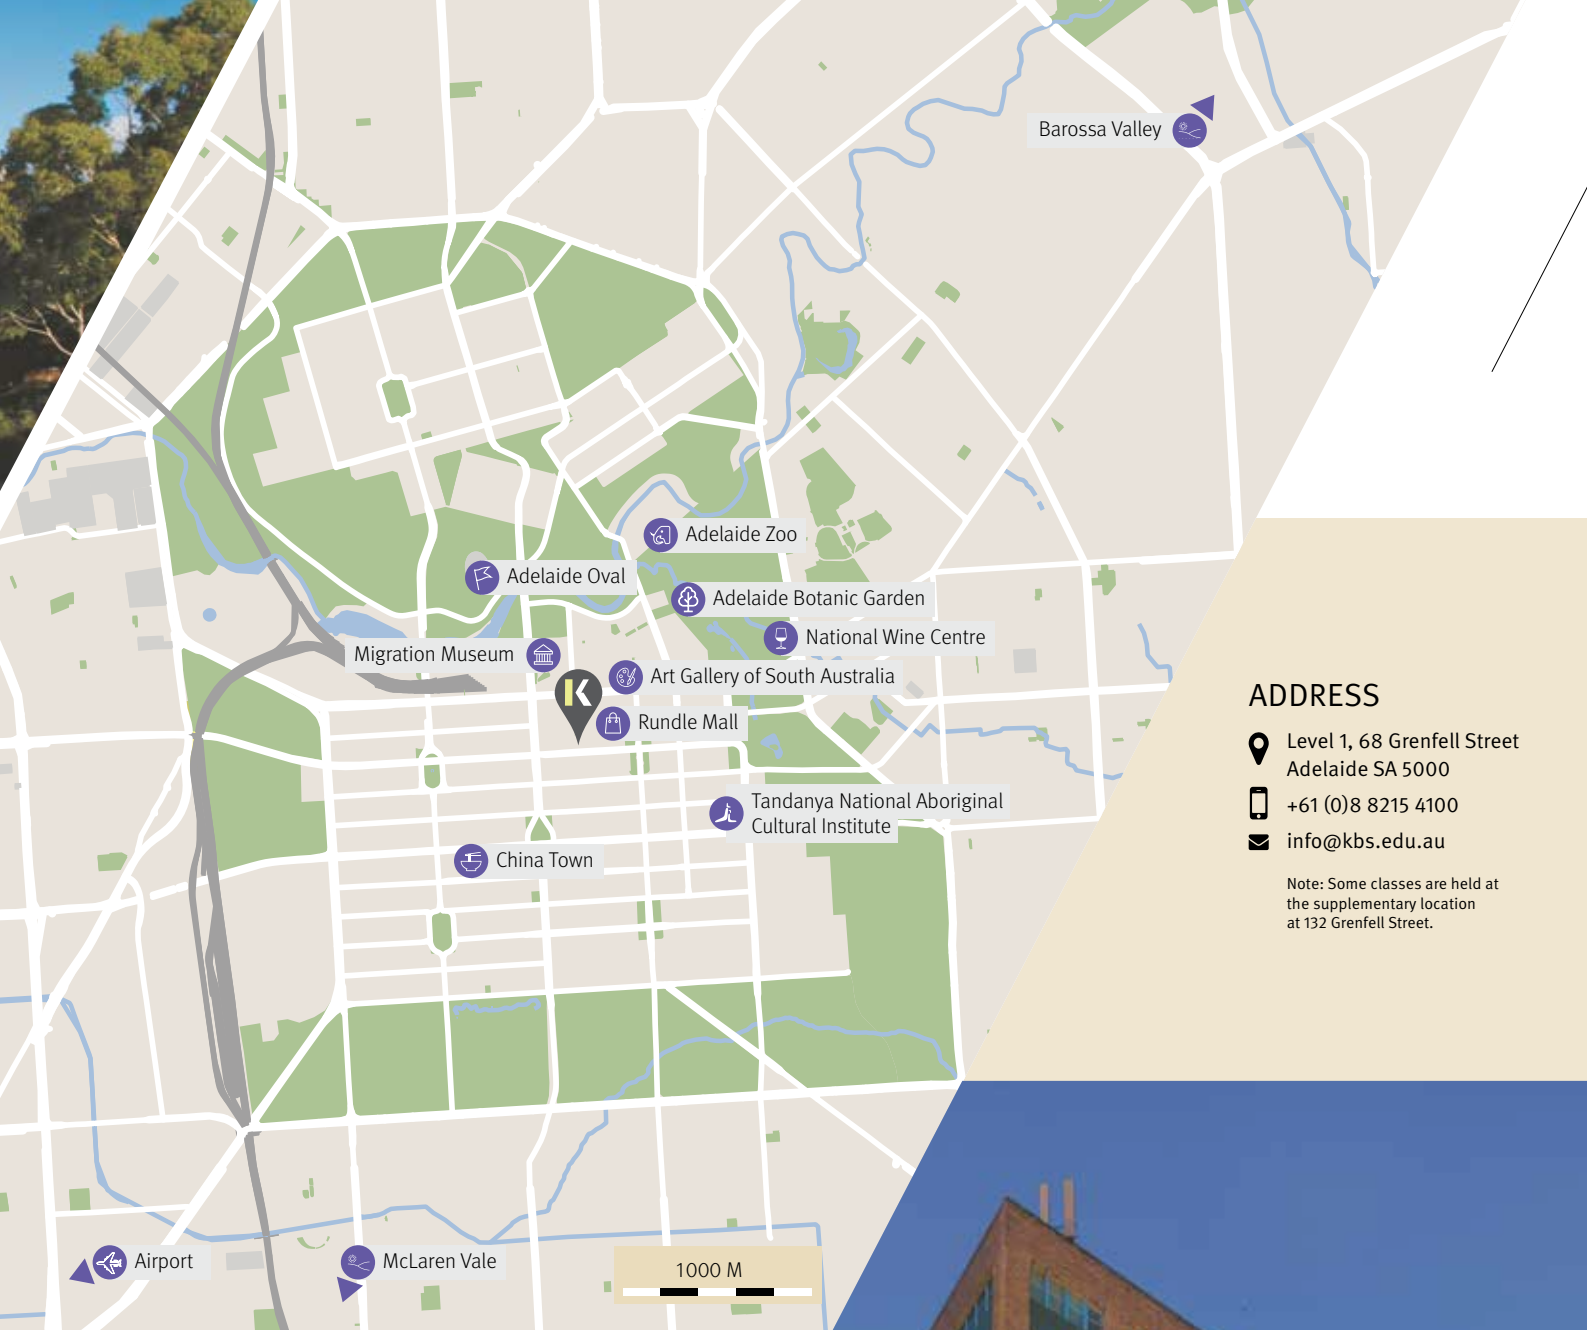 Barossa Valley
Adelaide Zoo
Adelaide Oval
Adelaide Botanic Garden
National Wine Centre
Migration Museum
Art Gallery of South Australia
K
Rundle Mall
Tandanya National Aboriginal
Cultural Institute
China Town
Airport
McLaren Vale
1000 M
ADDRESS
Level 1, 68 Grenfell Street
Adelaide SA 5000
+61 (0)8 8215 4100
info@kbs.edu.au
Note: Some classes are held at
the supplementary location
at 132 Grenfell Street.